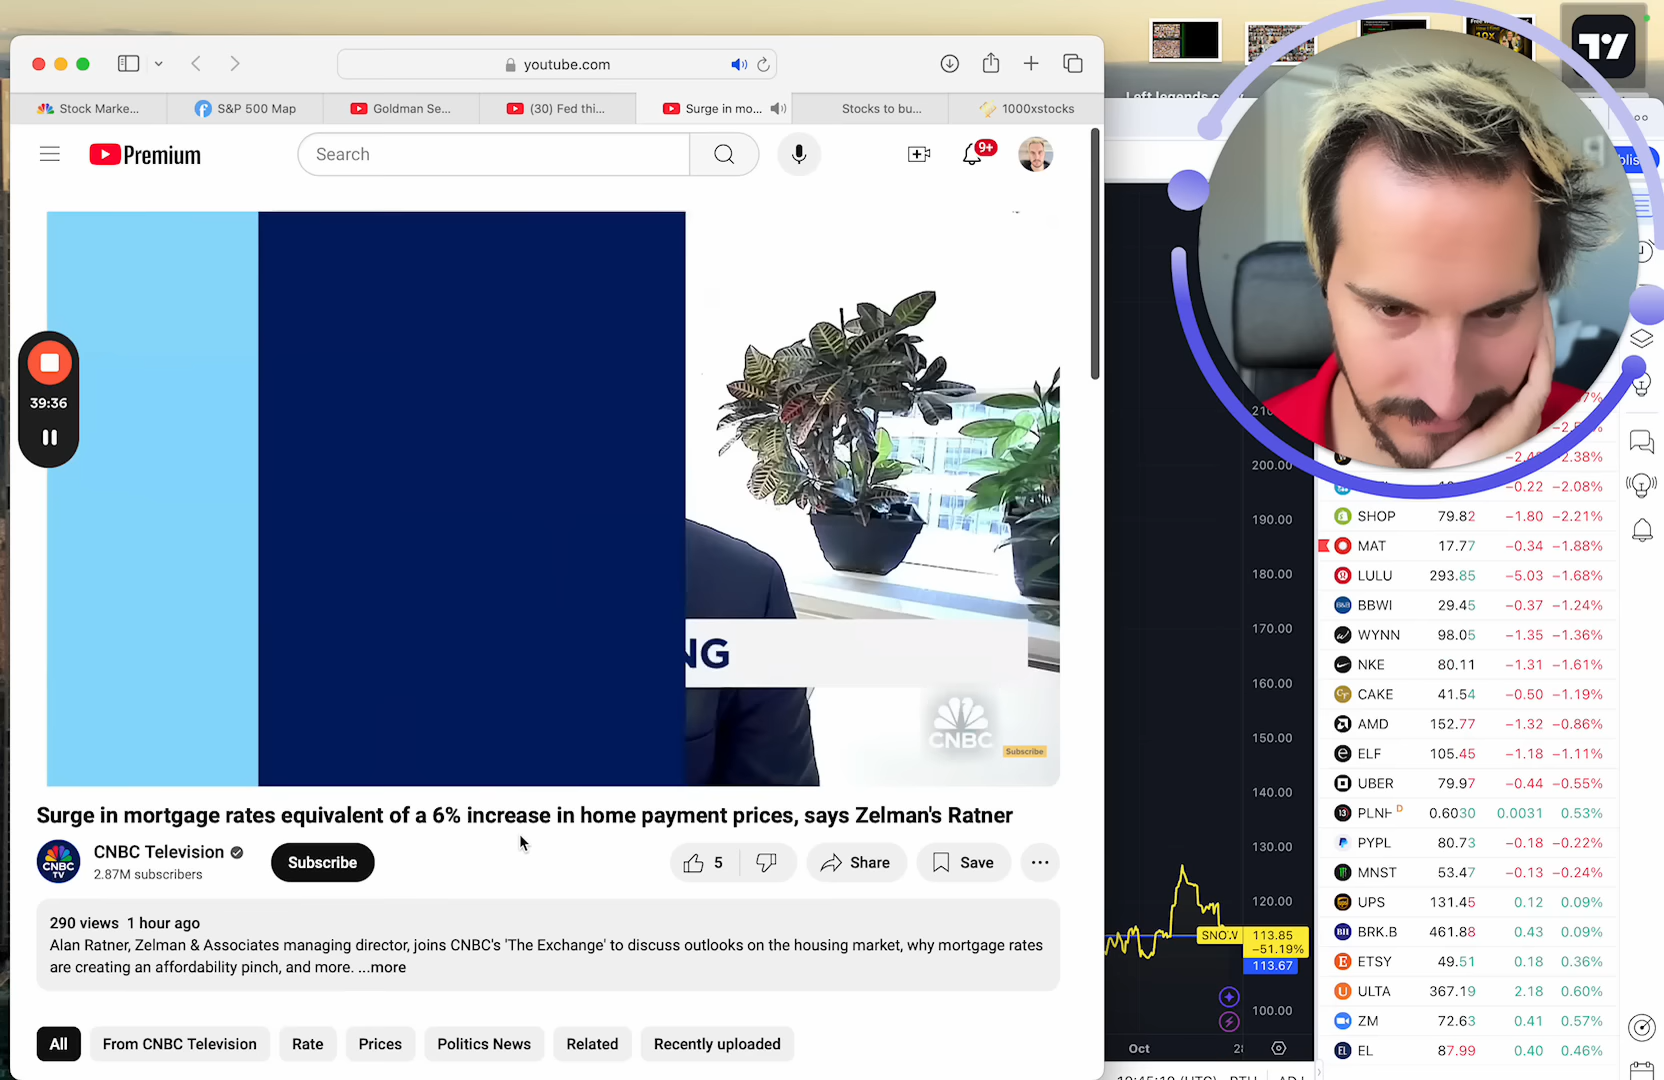 youtube.com
Stock Marke...
S&P 500 Map
Goldman Se...
(30) Fed thi...
Surge in mo...
Stocks to bu...
1000xstocks
Premium
Search
9+
39:36
NG
CNBC
Subscribe
Surge in mortgage rates equivalent of a 6% increase in home payment prices, says Zelman's Ratner
CNBC TV
CNBC Television
2.87M subscribers
Subscribe
5
Share
Save
290 views 1 hour ago
Alan Ratner, Zelman & Associates managing director, joins CNBC's 'The Exchange' to discuss outlooks on the housing market, why mortgage rates
are creating an affordability pinch, and more. ...more
All
From CNBC Television
Rate
Prices
Politics News
Related
Recently uploaded
200.00
190.00
180.00
170.00
160.00
150.00
140.00
130.00
120.00
113.85
−51.19%
113.67
100.00
Oct
−2.38%
−0.22 −2.08%
SHOP 79.82 −1.80 −2.21%
MAT 17.77 −0.34 −1.88%
LULU 293.85 −5.03 −1.68%
BBWI 29.45 −0.37 −1.24%
WYNN 98.05 −1.35 −1.36%
NKE 80.11 −1.31 −1.61%
CAKE 41.54 −0.50 −1.19%
AMD 152.77 −1.32 −0.86%
ELF 105.45 −1.18 −1.11%
UBER 79.97 −0.44 −0.55%
D 0.6030 0.0031 0.53%
PYPL 80.73 −0.18 −0.22%
MNST 53.47 −0.13 −0.24%
UPS 131.45 0.12 0.09%
BRK.B 461.88 0.43 0.09%
ETSY 49.51 0.18 0.36%
ULTA 367.19 2.18 0.60%
ZM 72.63 0.41 0.57%
EL 87.99 0.40 0.46%